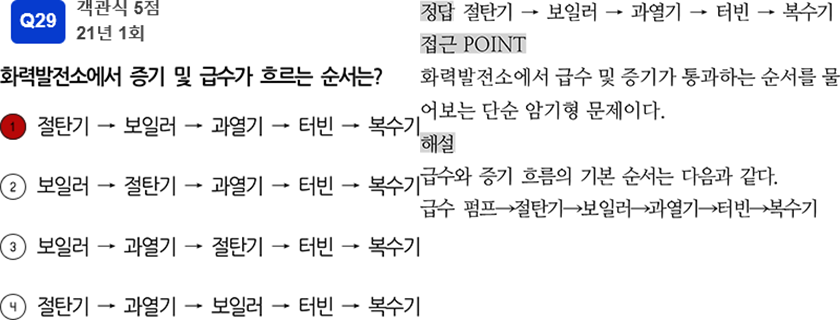 Q29
객관식 5점
21년 1회
화력발전소에서 증기 및 급수가 흐르는 순서는?
1 절탄기 → 보일러 → 과열기 → 터빈 → 복수기
2 보일러 → 절탄기 → 과열기 → 터빈 → 복수기
3 보일러 → 과열기 → 절탄기 → 터빈 → 복수기
4 절탄기 → 과열기 → 보일러 → 터빈 → 복수기
정답 절탄기 → 보일러 → 과열기 → 터빈 → 복수기
접근 POINT
화력발전소에서 급수 및 증기가 통과하는 순서를 물
어보는 단순 암기형 문제이다.
해설
급수와 증기 흐름의 기본 순서는 다음과 같다.
급수 펌프→절탄기→보일러→과열기→터빈→복수기